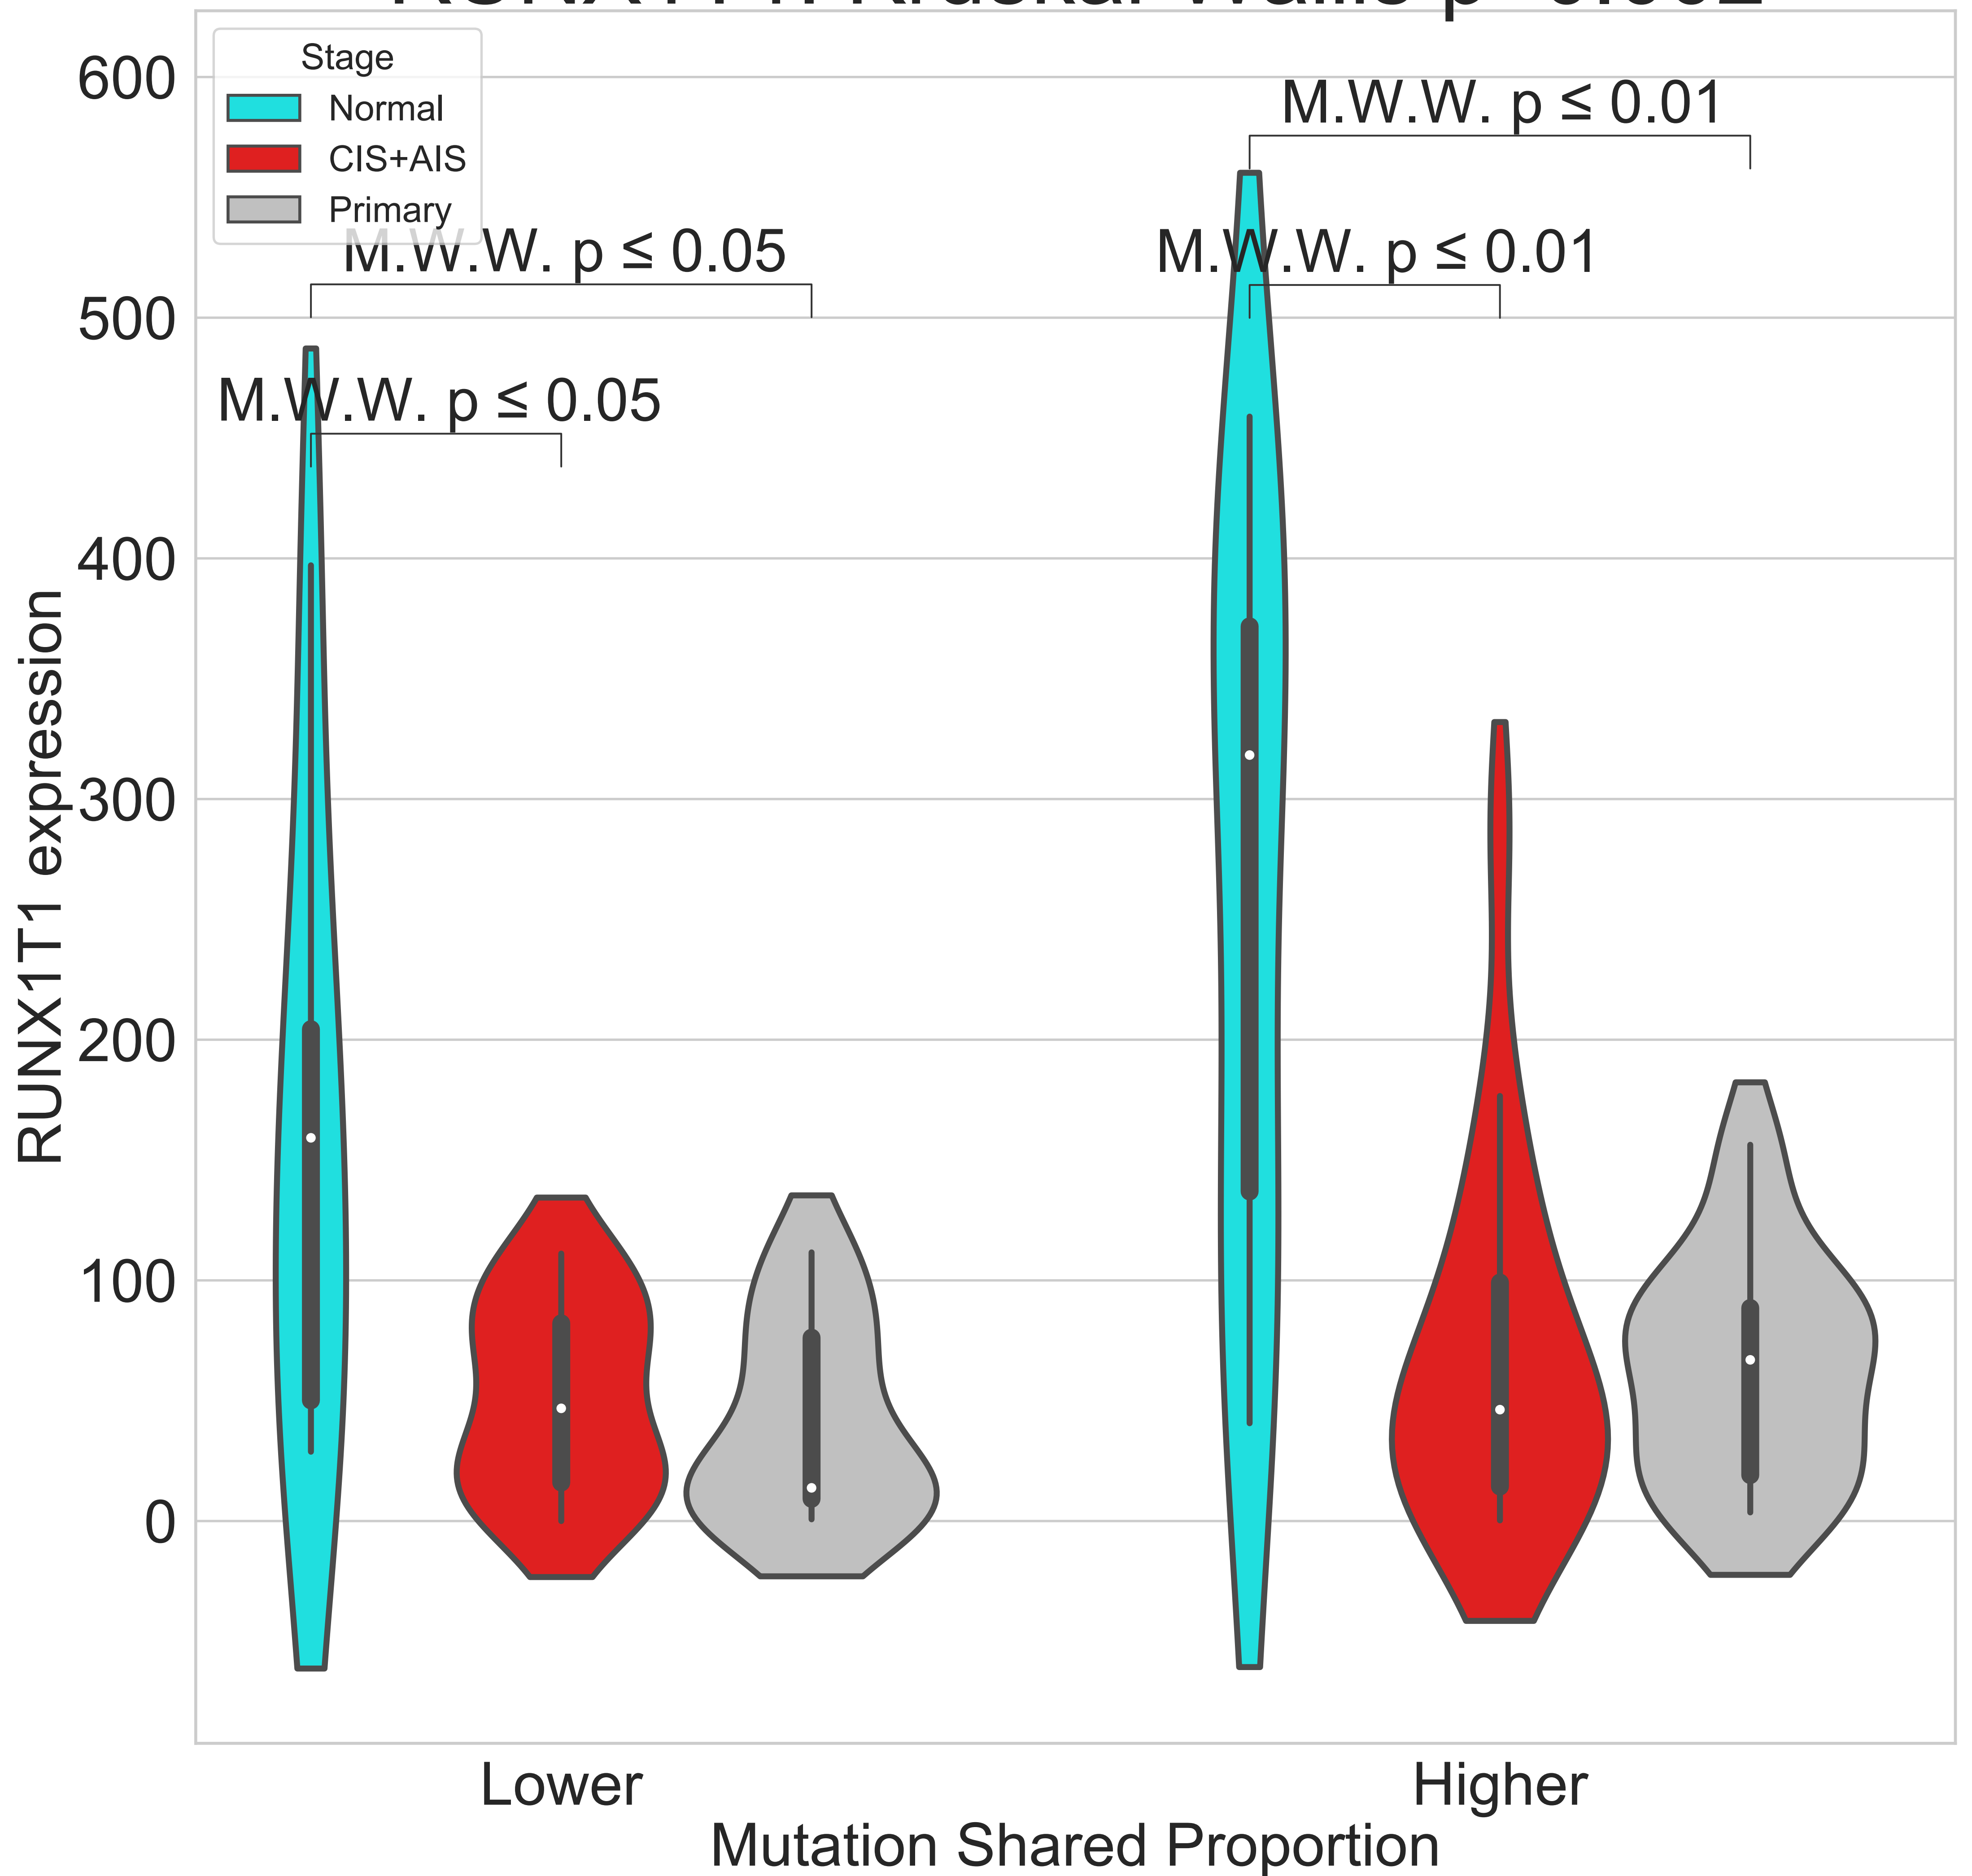 Stage
Normal
CIS+AIS
Primary
M.W.W. p ≤ 0.01
M.W.W. p ≤ 0.05
M.W.W. p ≤ 0.01
M.W.W. p ≤ 0.05
600
500
400
300
200
100
0
RUNX1T1 expression
Lower
Higher
Mutation Shared Proportion